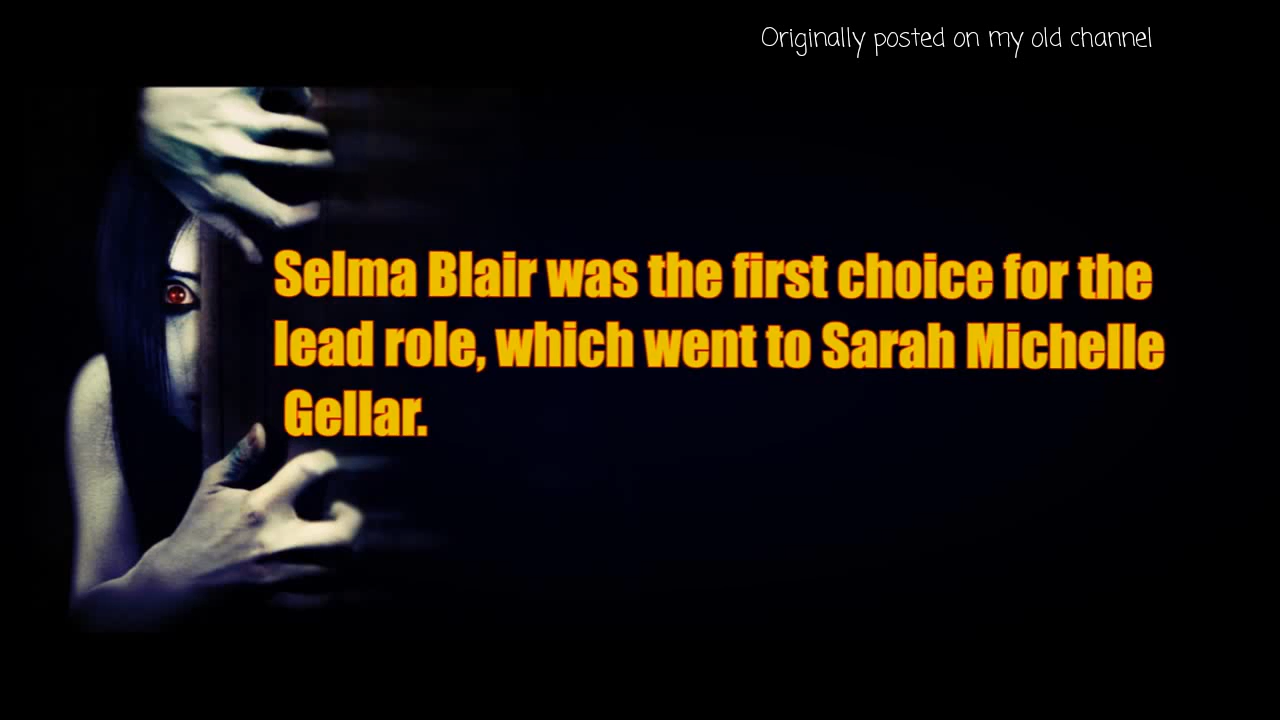 Originally posted on my old channel
Selma Blair was the first choice for the
lead role, which went to Sarah Michelle
Gellar.